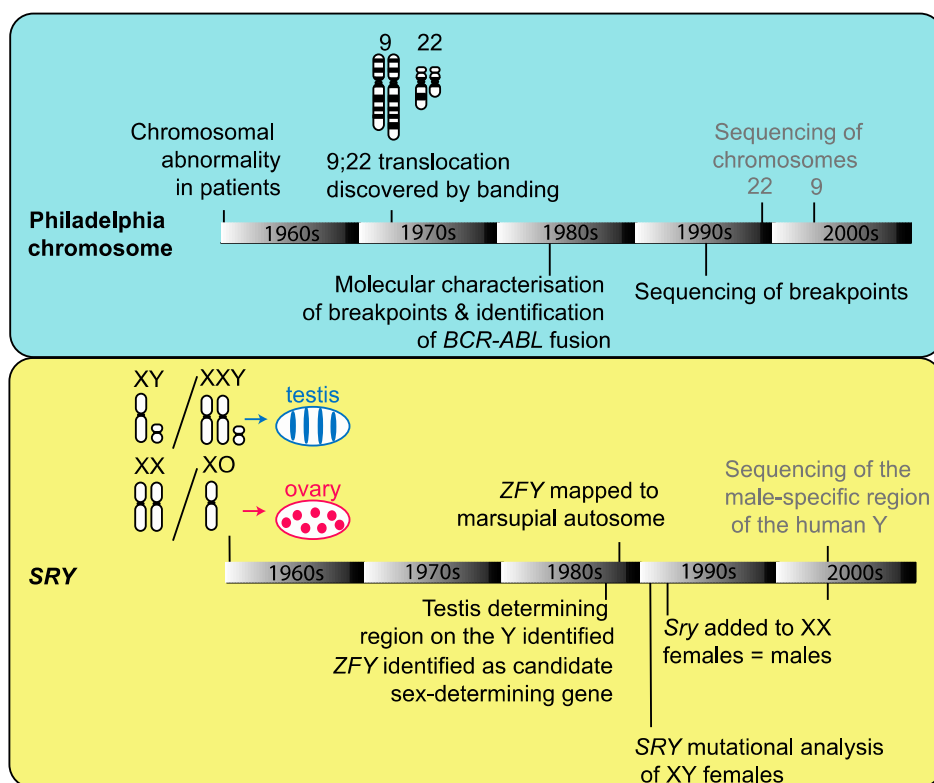 9 22
Chromosomal
abnormality
in patients
9;22 translocation
discovered by banding
Sequencing of
chromosomes
22 9
Philadelphia
chromosome
1960s 1970s 1980s 1990s 2000s
Molecular characterisation
of breakpoints & identification
of BCR-ABL fusion
Sequencing of breakpoints
XY XXY
testis
XX XO
ovary
ZFY mapped to
marsupial autosome
Sequencing of the
male-specific region
of the human Y
SRY
1960s 1970s 1980s 1990s 2000s
Testis determining
region on the Y identified
ZFY identified as candidate
sex-determining gene
Sry added to XX
females = males
SRY mutational analysis
of XY females